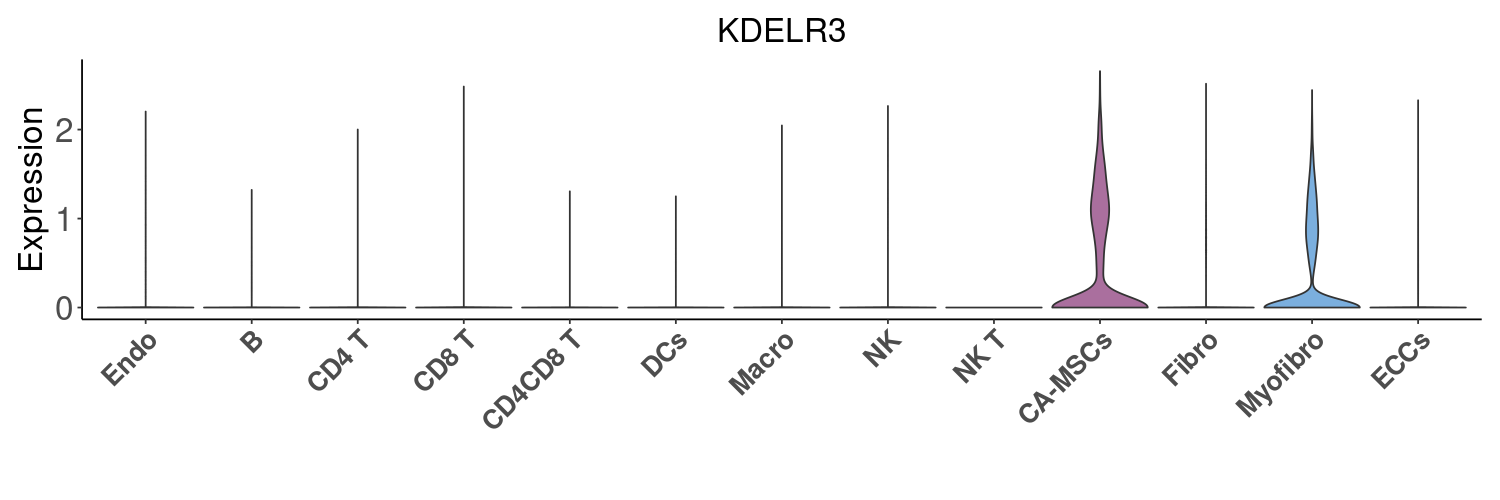 KDELR3
Expression
2
1
0
Endo
B
CD4 T
CD8 T
CD4CD8 T
DCs
Macro
NK
NK T
CA-MSCs
Fibro
Myofibro
ECCs